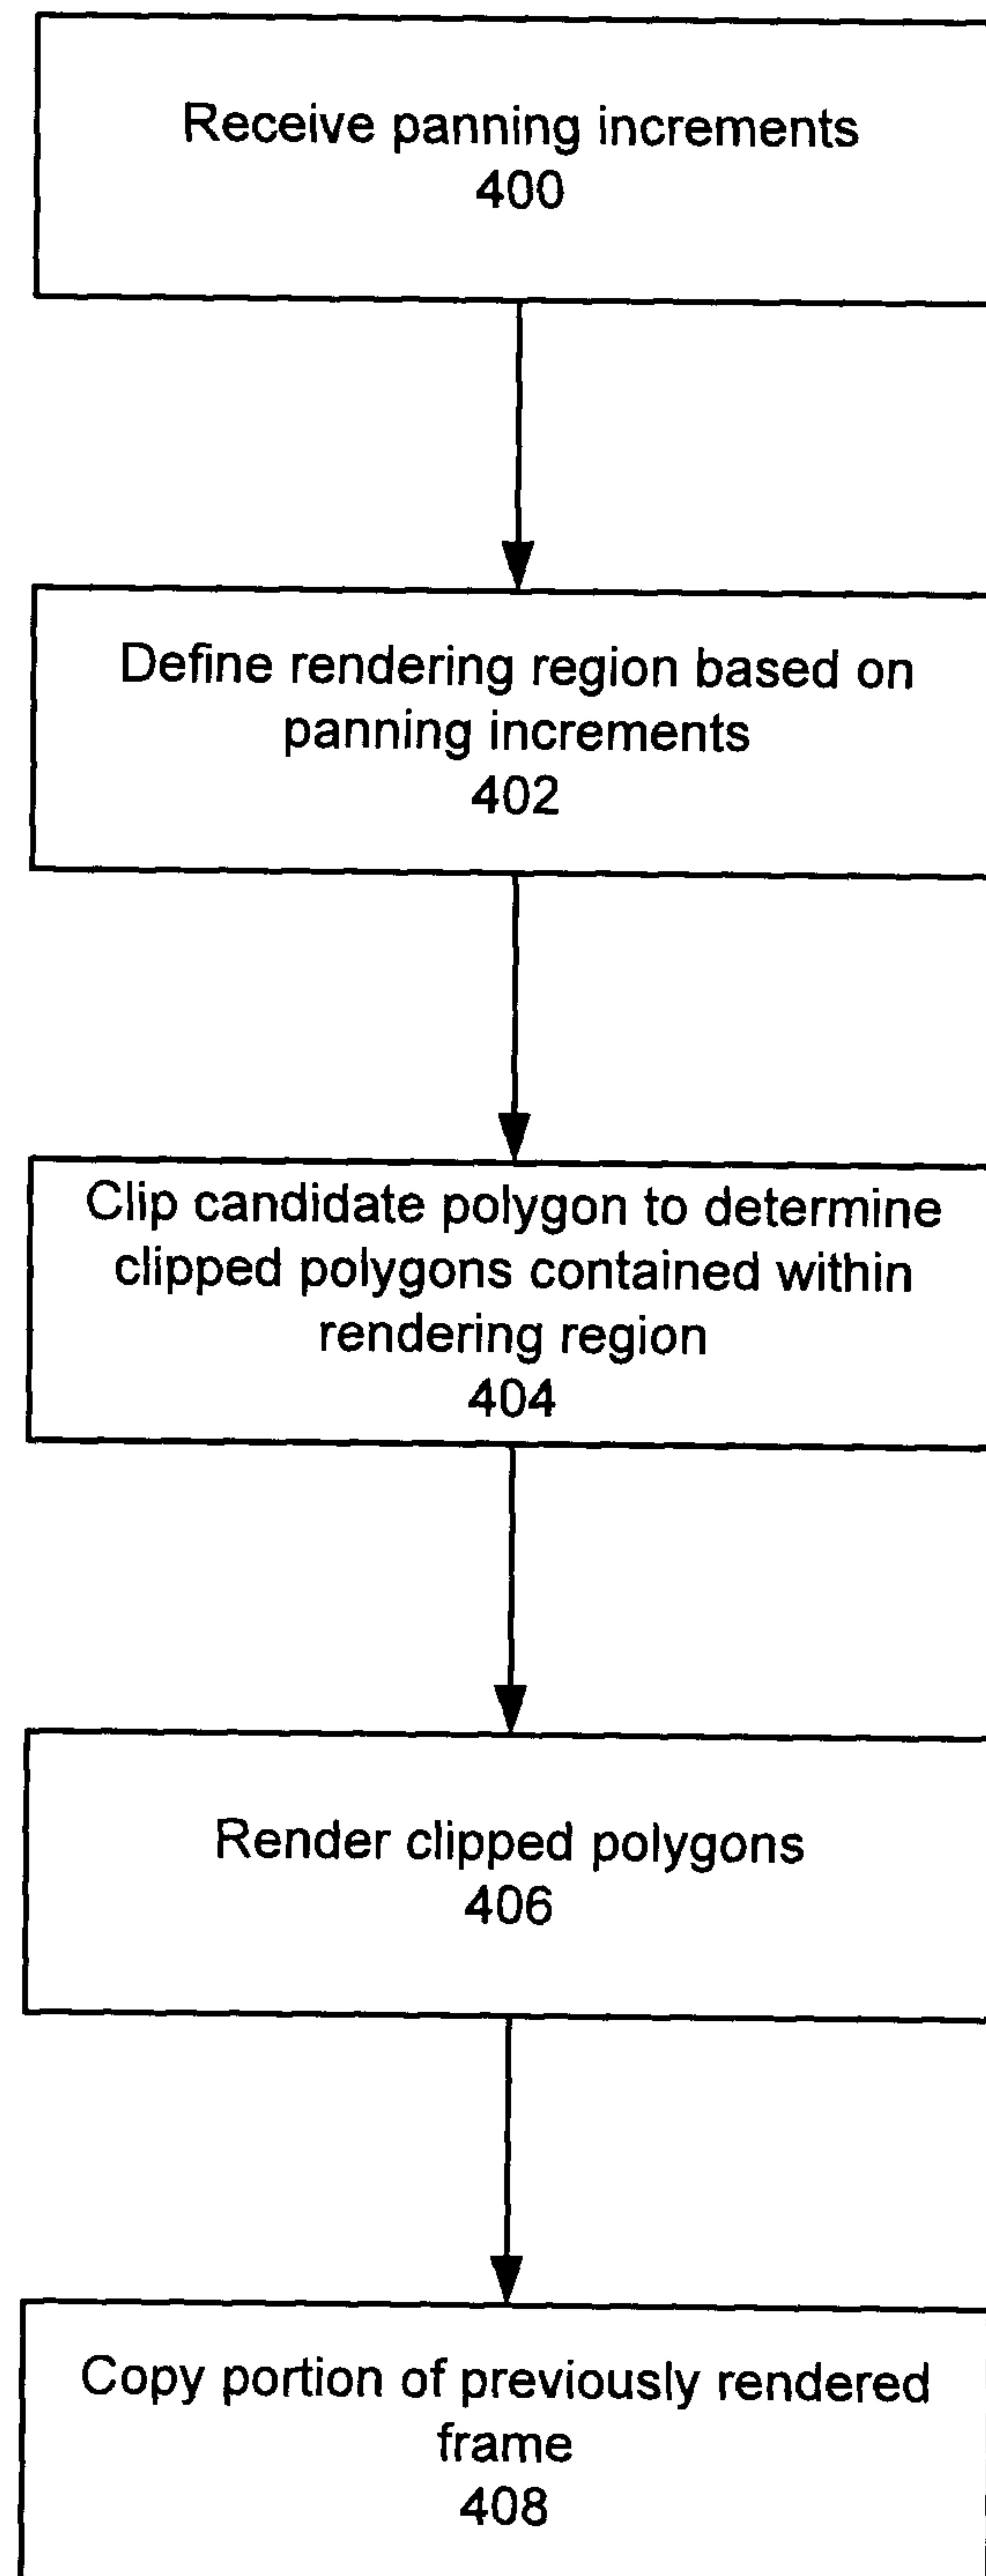 Receive panning increments
400
Define rendering region based on
panning increments
402
Clip candidate polygon to determine
clipped polygons contained within
rendering region
404
Render clipped polygons
406
Copy portion of previously rendered
frame
408